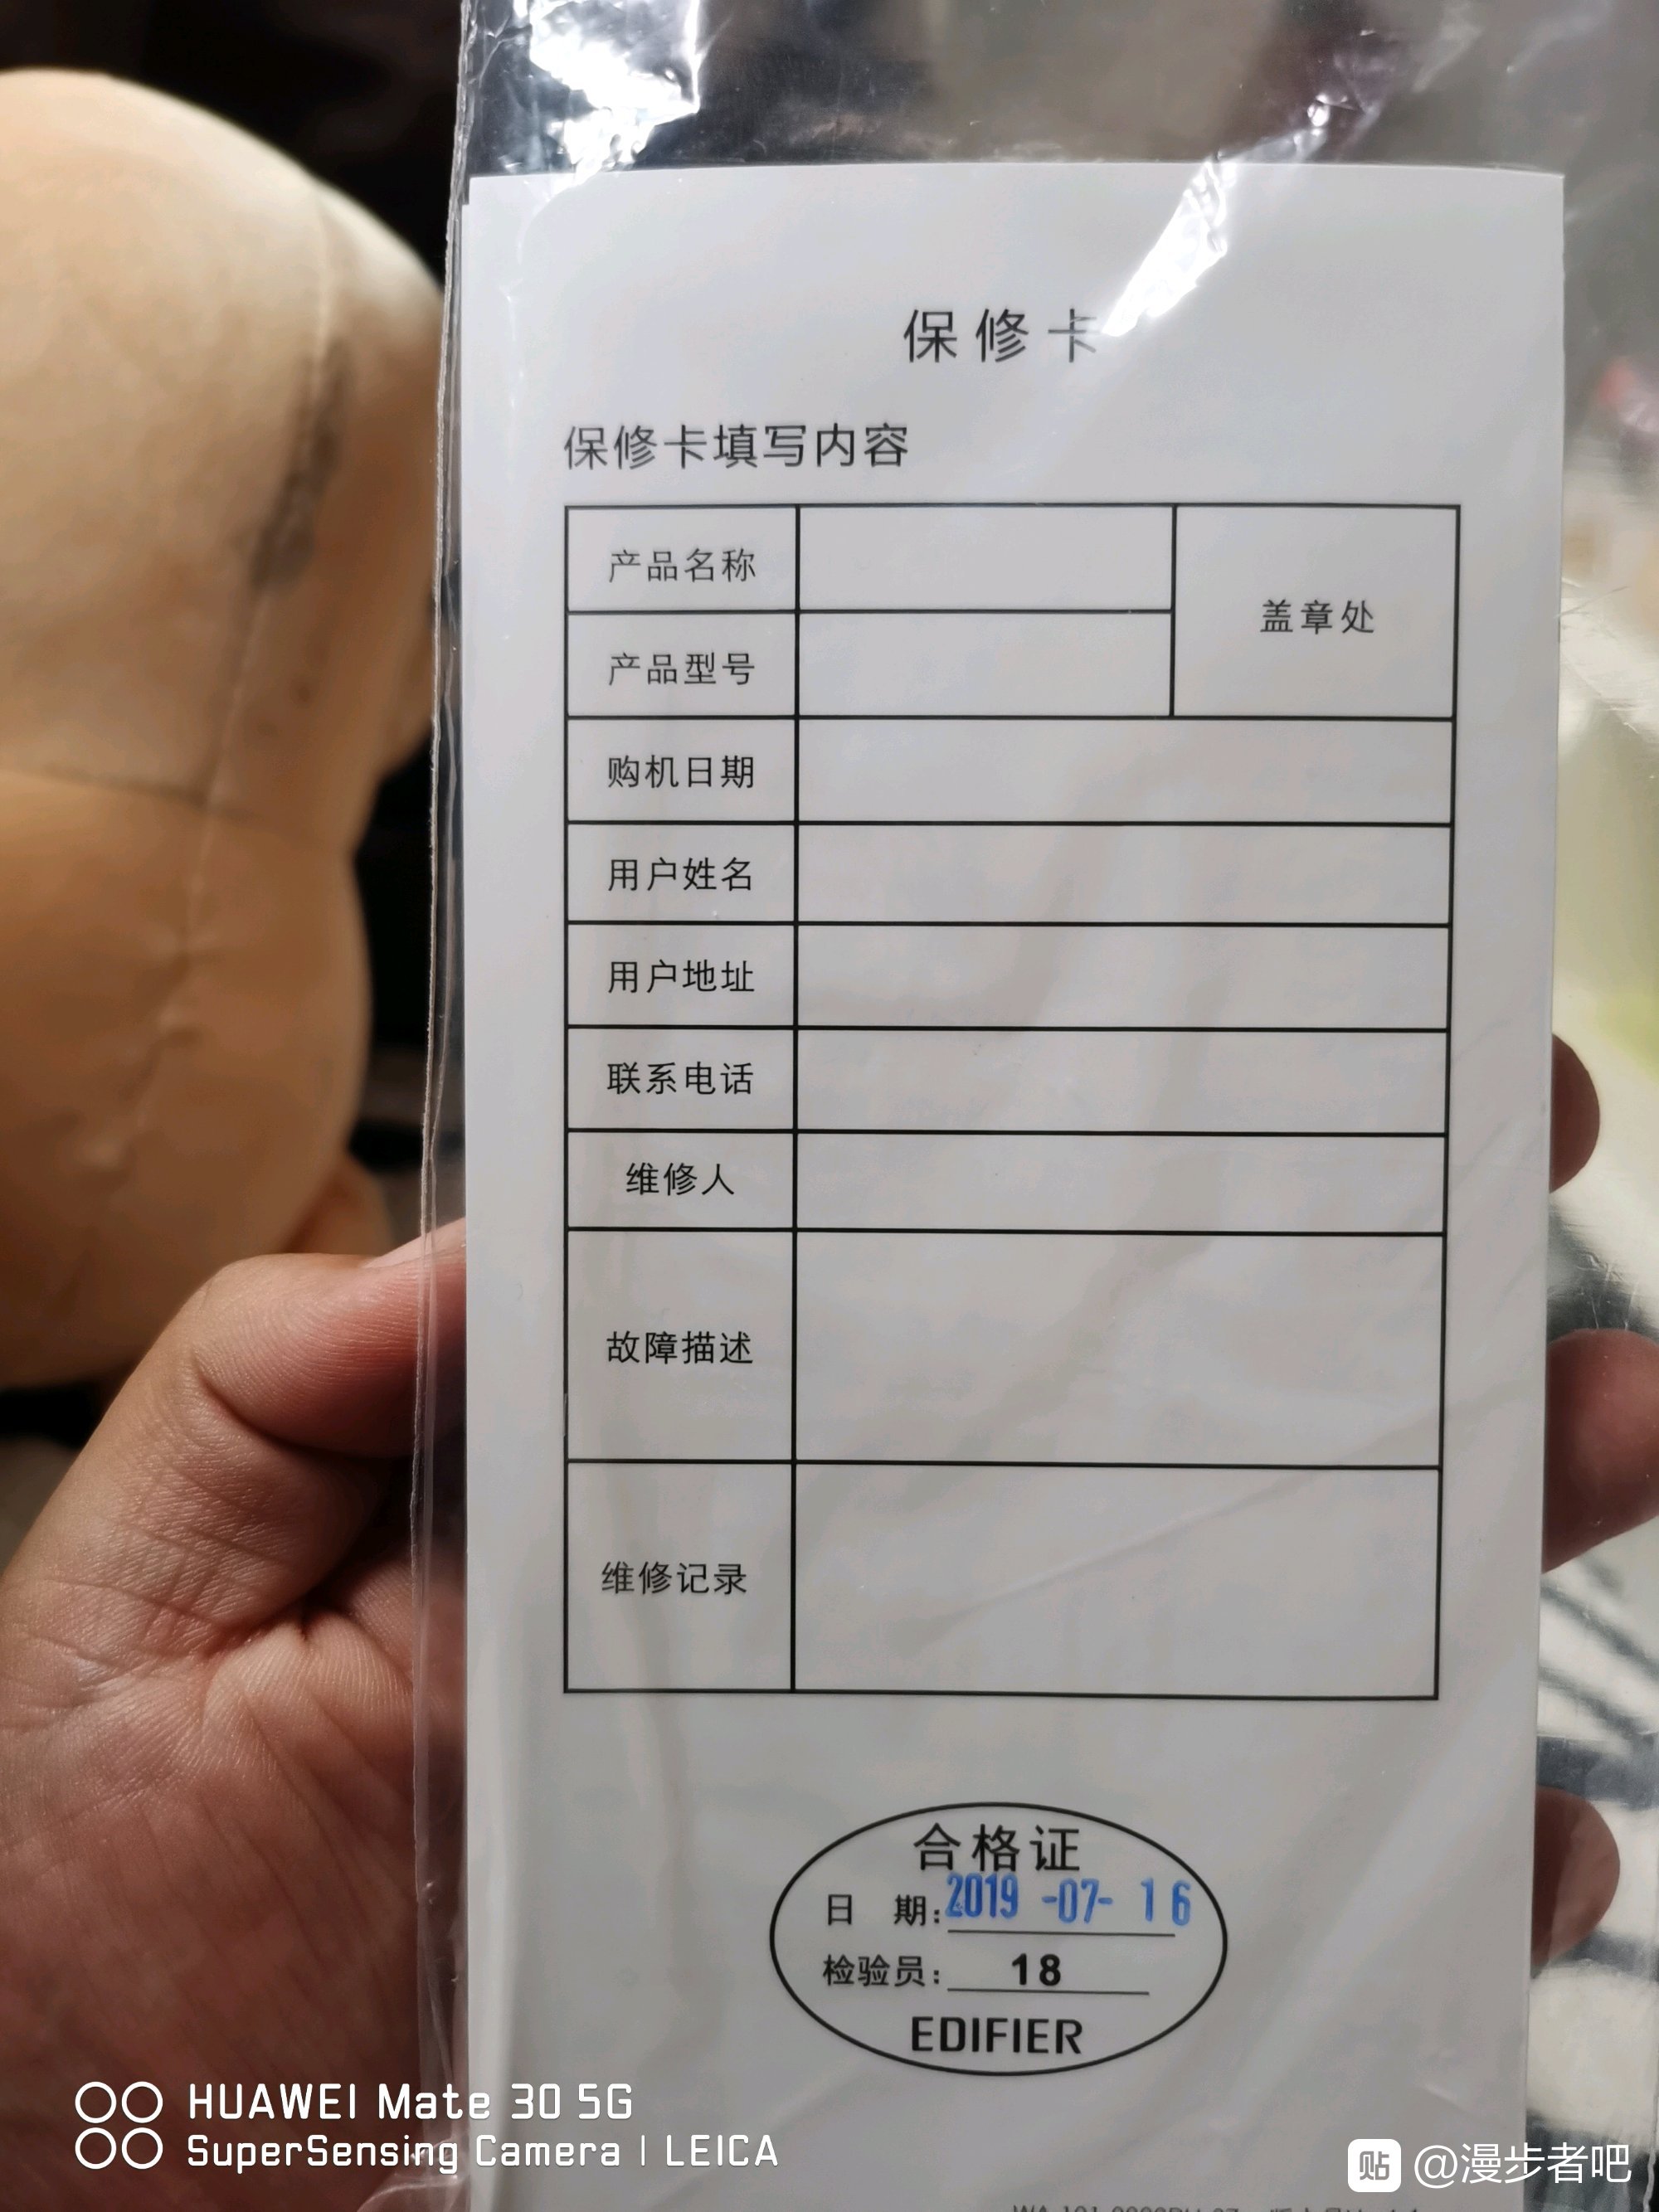 保修卡
保修卡填写内容
产品名称
盖章处
产品型号
购机日期
用户姓名
用户地址
联系电话
维修人
故障描述
维修记录
合格证
日 期: 2019 -07- 16
检验员: 18
EDIFIER
HUAWEI Mate 30 5G
SuperSensing Camera | LEICA
贴 @漫步者吧